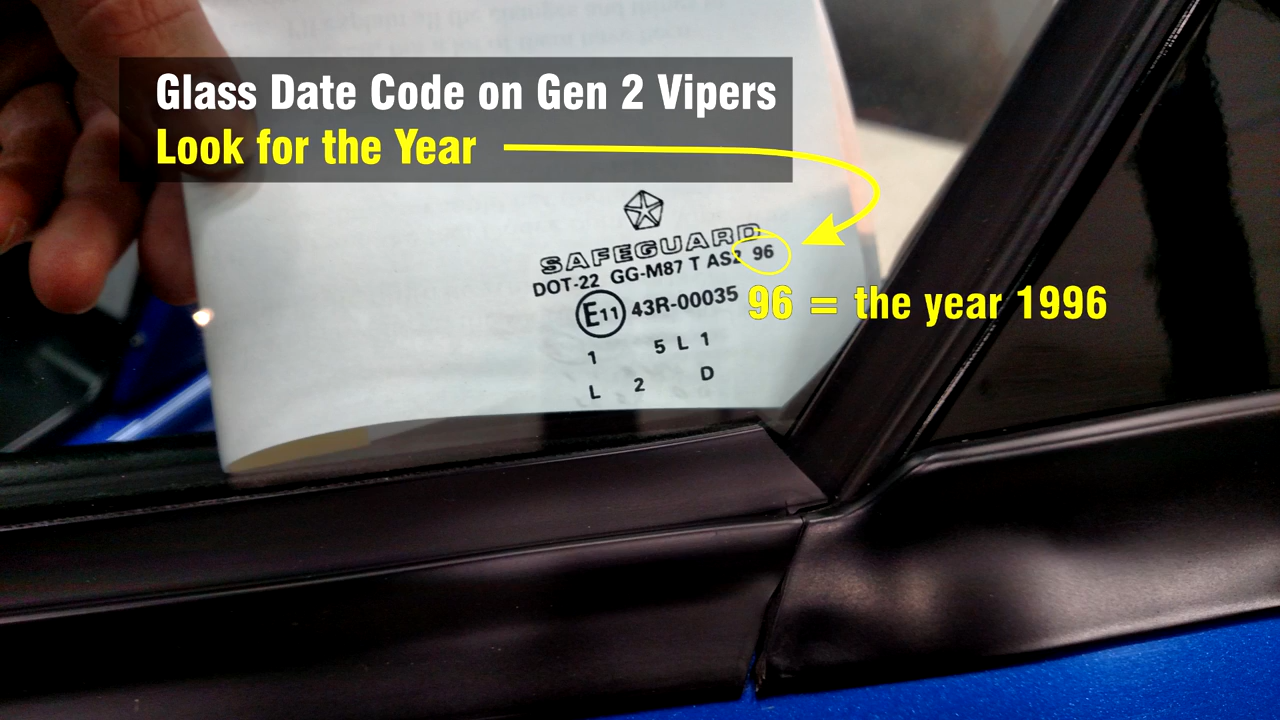 Glass Date Code on Gen 2 Vipers
Look for the Year
SAFEGUARD
DOT-22 GG-M87 T AS2 96
E11 43R-00035
96 = the year 1996
1 5 L 1
L 2 D